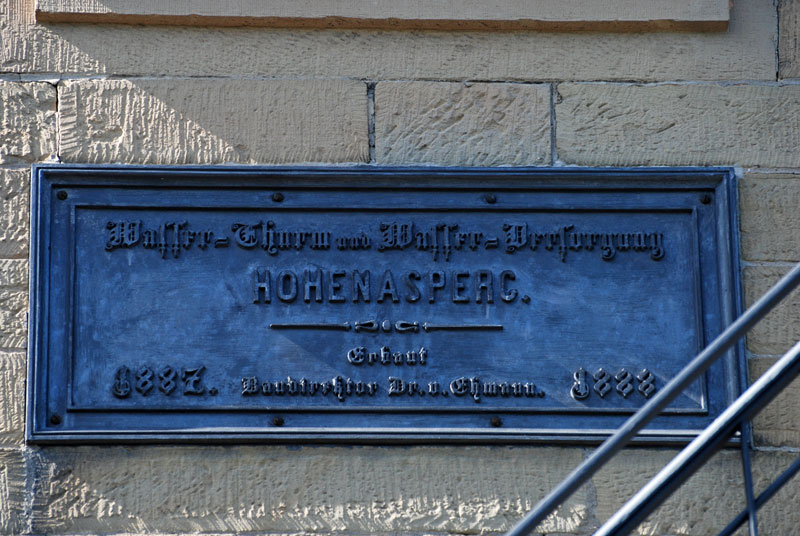 Wasser-Thurm und Wasser-Versorgung
HOHENASPERG.
Erbaut
1887. Baudirektor Dr. v. Ehmann. 1888